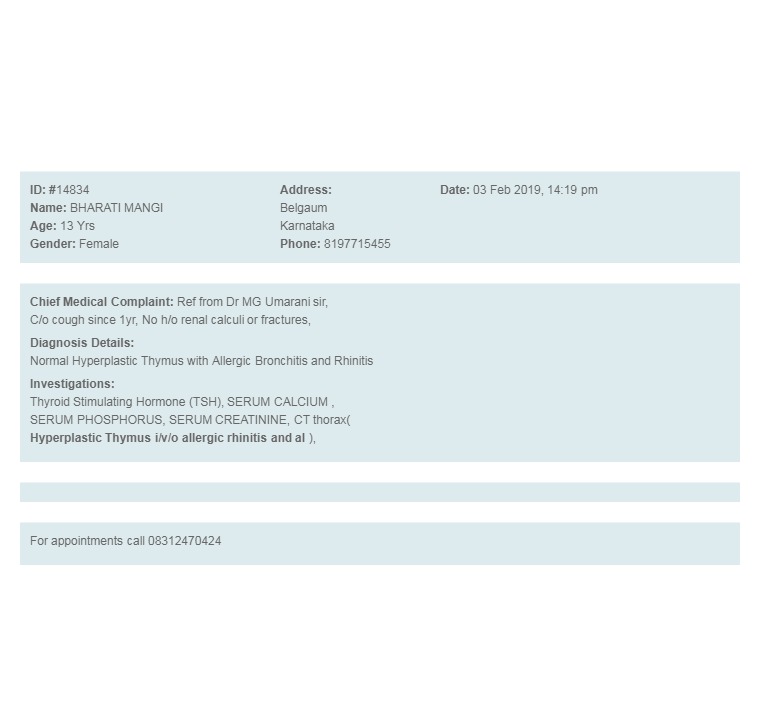 ID: #14834
Name: BHARATI MANGI
Age: 13 Yrs
Gender: Female
Address:
Belgaum
Karnataka
Phone: 8197715455
Date: 03 Feb 2019, 14:19 pm
Chief Medical Complaint: Ref from Dr MG Umarani sir,
C/o cough since 1yr, No h/o renal calculi or fractures,
Diagnosis Details:
Normal Hyperplastic Thymus with Allergic Bronchitis and Rhinitis
Investigations:
Thyroid Stimulating Hormone (TSH), SERUM CALCIUM ,
SERUM PHOSPHORUS, SERUM CREATININE, CT thorax(
Hyperplastic Thymus i/v/o allergic rhinitis and al ),
For appointments call 08312470424